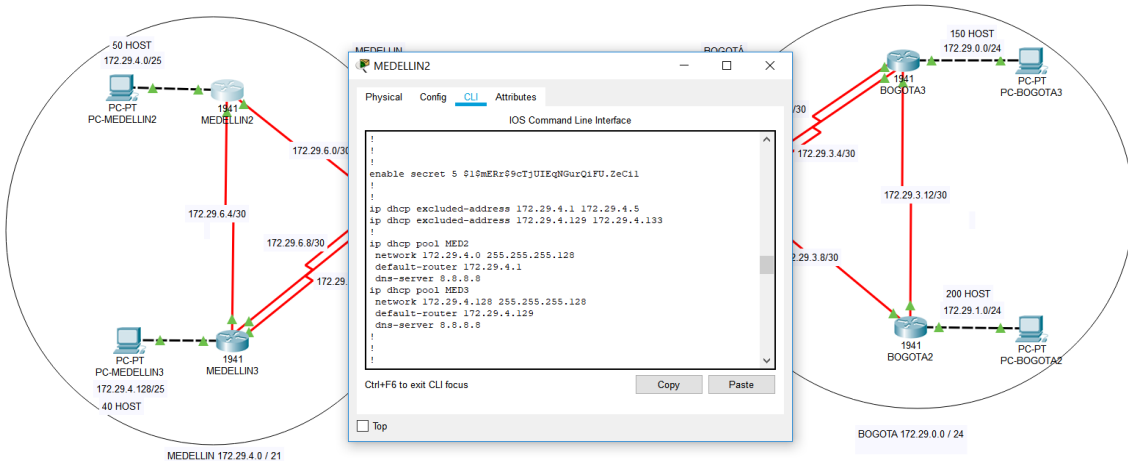 50 HOST
172.29.4.0/25
PC-PT
PC-MEDELLIN2
1941
MEDELLIN2
172.29.6.0/30
172.29.6.4/30
172.29.6.8/30
172.29.
PC-PT
PC-MEDELLIN3
172.29.4.128/25
40 HOST
1941
MEDELLIN3
MEDELLIN 172.29.4.0 / 21
MEDELLIN
BOGOTÁ
MEDELLIN2
Physical Config CLI Attributes
IOS Command Line Interface
!
!
!
enable secret 5 $1$mERr$9cTjUIEqNGurQiFU.ZeCi1
!
!
ip dhcp excluded-address 172.29.4.1 172.29.4.5
ip dhcp excluded-address 172.29.4.129 172.29.4.133
!
ip dhcp pool MED2
network 172.29.4.0 255.255.255.128
default-router 172.29.4.1
dns-server 8.8.8.8
ip dhcp pool MED3
network 172.29.4.128 255.255.255.128
default-router 172.29.4.129
dns-server 8.8.8.8
!
!
!
Ctrl+F6 to exit CLI focus
Copy
Paste
Top
150 HOST
172.29.0.0/24
1941
BOGOTA3
PC-PT
PC-BOGOTA3
/30
172.29.3.4/30
172.29.3.12/30
2.29.3.8/30
200 HOST
172.29.1.0/24
1941
BOGOTA2
PC-PT
PC-BOGOTA2
BOGOTA 172.29.0.0 / 24